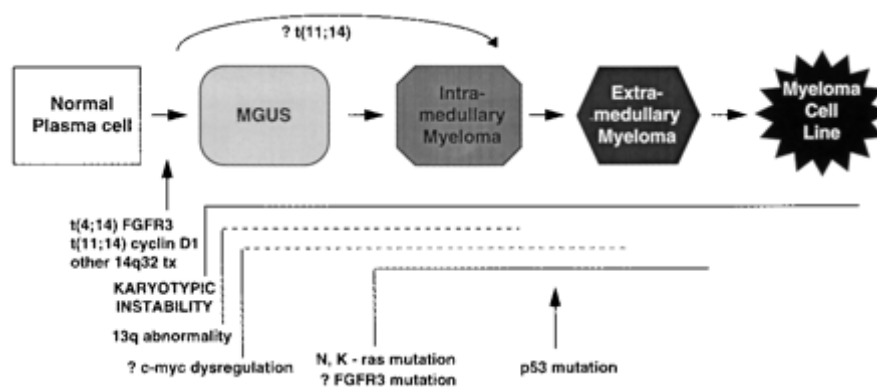 ? t(11;14)
Normal
Plasma cell
MGUS
Intra-
medullary
Myeloma
Extra-
medullary
Myeloma
Myeloma
Cell
Line
t(4;14) FGFR3
t(11;14) cyclin D1
other 14q32 tx
KARYOTYPIC
INSTABILITY
13q abnormality
? c-myc dysregulation
N, K - ras mutation
? FGFR3 mutation
p53 mutation